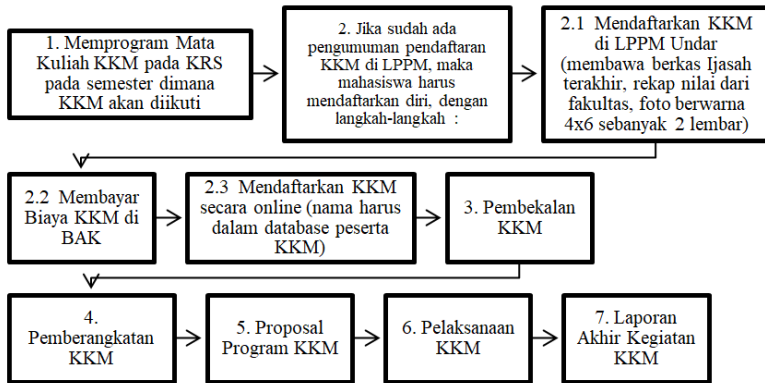 1. Memprogram Mata
Kuliah KKM pada KRS
pada semester dimana
KKM akan diikuti
2. Jika sudah ada
pengumuman pendaftaran
KKM di LPPM, maka
mahasiswa harus
mendaftarkan diri, dengan
langkah-langkah :
2.1 Mendaftarkan KKM
di LPPM Undar
(membawa berkas Ijasah
terakhir, rekap nilai dari
fakultas, foto berwarna
4x6 sebanyak 2 lembar)
2.2 Membayar
Biaya KKM di
BAK
2.3 Mendaftarkan KKM
secara online (nama harus
dalam database peserta
KKM)
3. Pembekalan
KKM
4.
Pemberangkatan
KKM
5. Proposal
Program KKM
6. Pelaksanaan
KKM
7. Laporan
Akhir Kegiatan
KKM